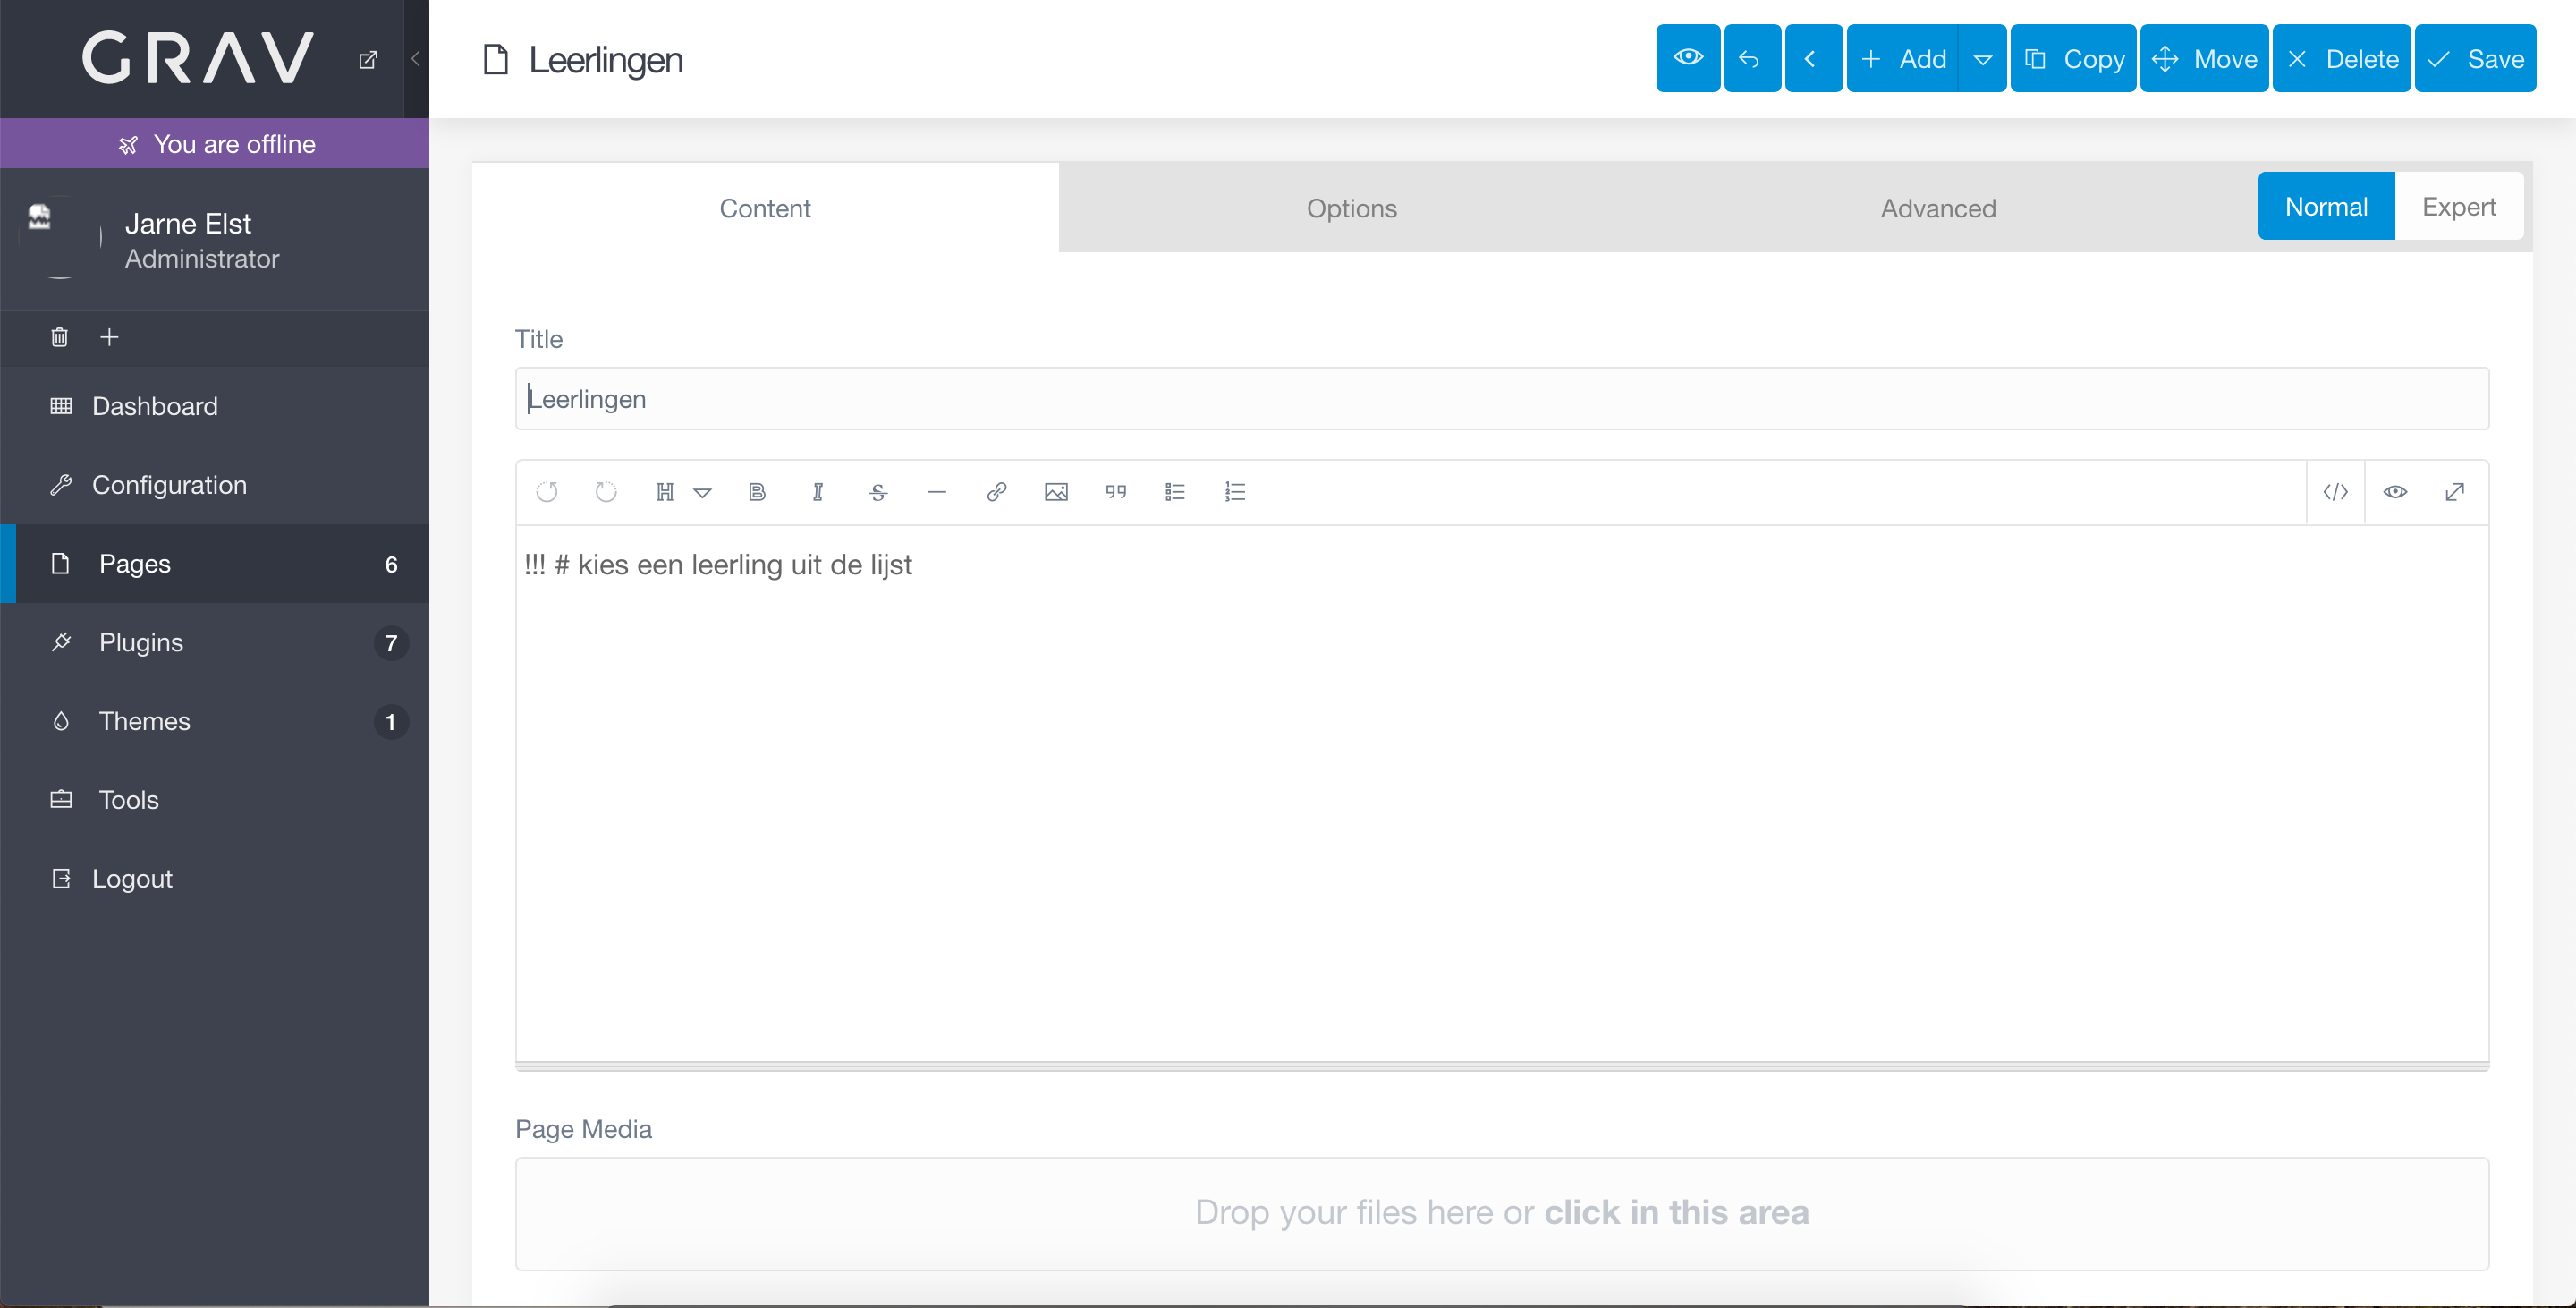 GRAV
You are offline
Jarne Elst
Administrator
Dashboard
Configuration
Pages 6
Plugins 7
Themes 1
Tools
Logout
Leerlingen
Add
Copy
Move
Delete
Save
Content
Options
Advanced
Normal
Expert
Title
Leerlingen
!!! # kies een leerling uit de lijst
Page Media
Drop your files here or click in this area